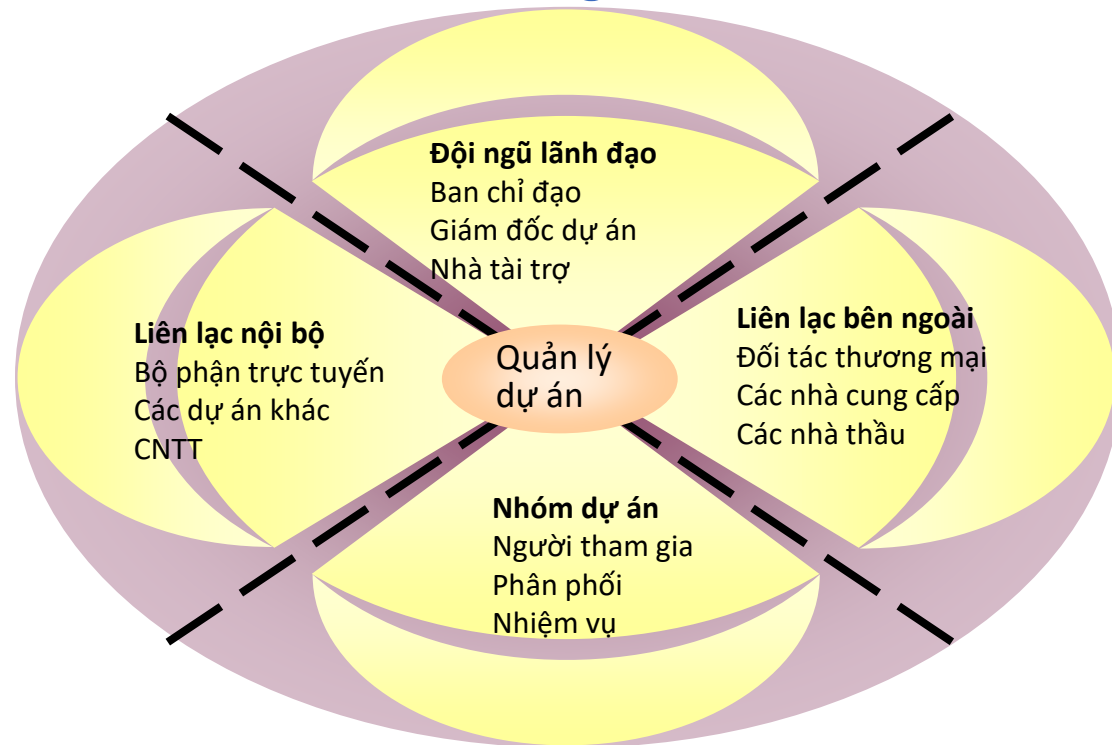 Đội ngũ lãnh đạo
Ban chỉ đạo
Giám đốc dự án
Nhà tài trợ
Liên lạc nội bộ
Bộ phận trực tuyến
Các dự án khác
CNTT
Quản lý
dự án
Liên lạc bên ngoài
Đối tác thương mại
Các nhà cung cấp
Các nhà thầu
Nhóm dự án
Người tham gia
Phân phối
Nhiệm vụ